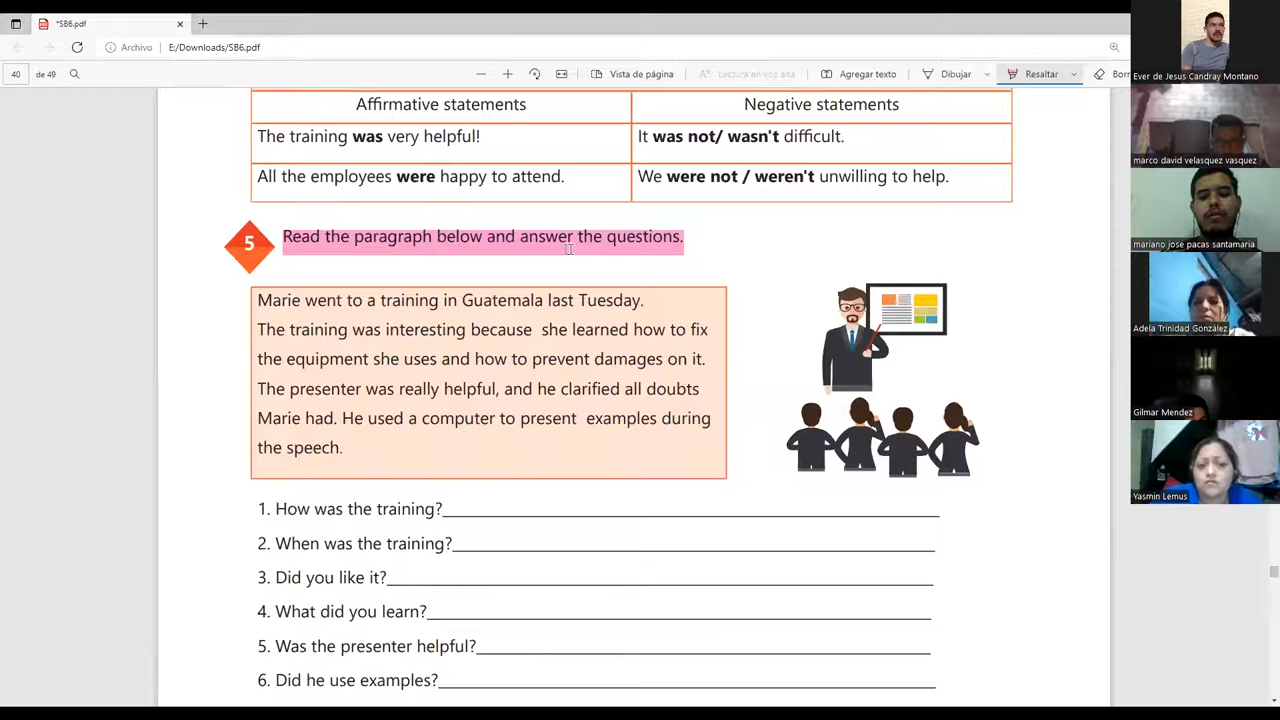 *SB6.pdf
Archivo
E:/Downloads/SB6.pdf
40
de 49
Vista de página
Lectura en voz alta
Agregar texto
Dibujar
Resaltar
Borr
Affirmative statements
Negative statements
The training was very helpful!
It was not/ wasn't difficult.
All the employees were happy to attend.
We were not / weren't unwilling to help.
5
Read the paragraph below and answer the questions.
Marie went to a training in Guatemala last Tuesday.
The training was interesting because she learned how to fix
the equipment she uses and how to prevent damages on it.
The presenter was really helpful, and he clarified all doubts
Marie had. He used a computer to present examples during
the speech.
1. How was the training?
2. When was the training?
3. Did you like it?
4. What did you learn?
5. Was the presenter helpful?
6. Did he use examples?
Ever de Jesus Candray Montano
marco david velasquez vasquez
mariano jose pacas santamaria
Adela Trinidad González
Gilmar Mendez
Yasmin Lemus